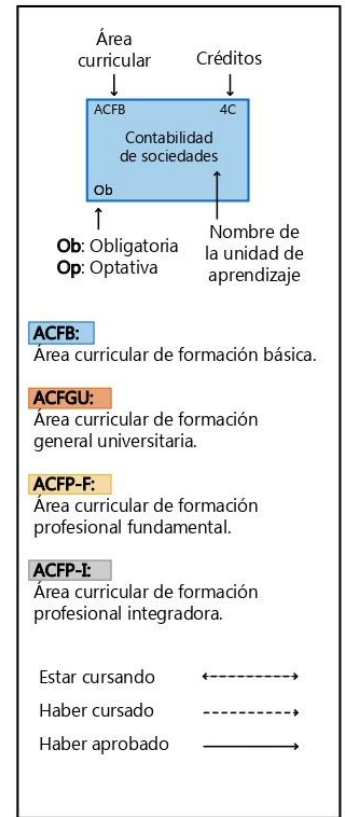 Área
curricular
Créditos
ACFB 4C
Contabilidad
de sociedades
Ob
Ob: Obligatoria
Op: Optativa
Nombre de
la unidad de
aprendizaje
ACFB:
Área curricular de formación básica.
ACFGU:
Área curricular de formación
general universitaria.
ACFP-F:
Área curricular de formación
profesional fundamental.
ACFP-I:
Área curricular de formación
profesional integradora.
Estar cursando
Haber cursado
Haber aprobado